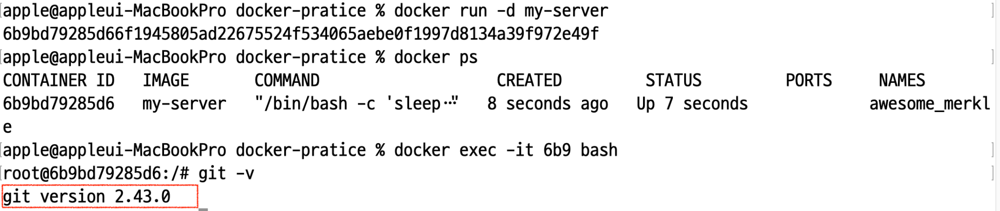 apple@appleui-MacBookPro docker-pratice % docker run -d my-server
6b9bd79285d66f1945805ad22675524f534065aebe0f1997d8134a39f972e49f
apple@appleui-MacBookPro docker-pratice % docker ps
CONTAINER ID   IMAGE       COMMAND                   CREATED         STATUS         PORTS     NAMES
6b9bd79285d6   my-server   "/bin/bash -c 'sleep…"   8 seconds ago   Up 7 seconds             awesome_merkl
e
apple@appleui-MacBookPro docker-pratice % docker exec -it 6b9 bash
root@6b9bd79285d6:/# git -v
git version 2.43.0